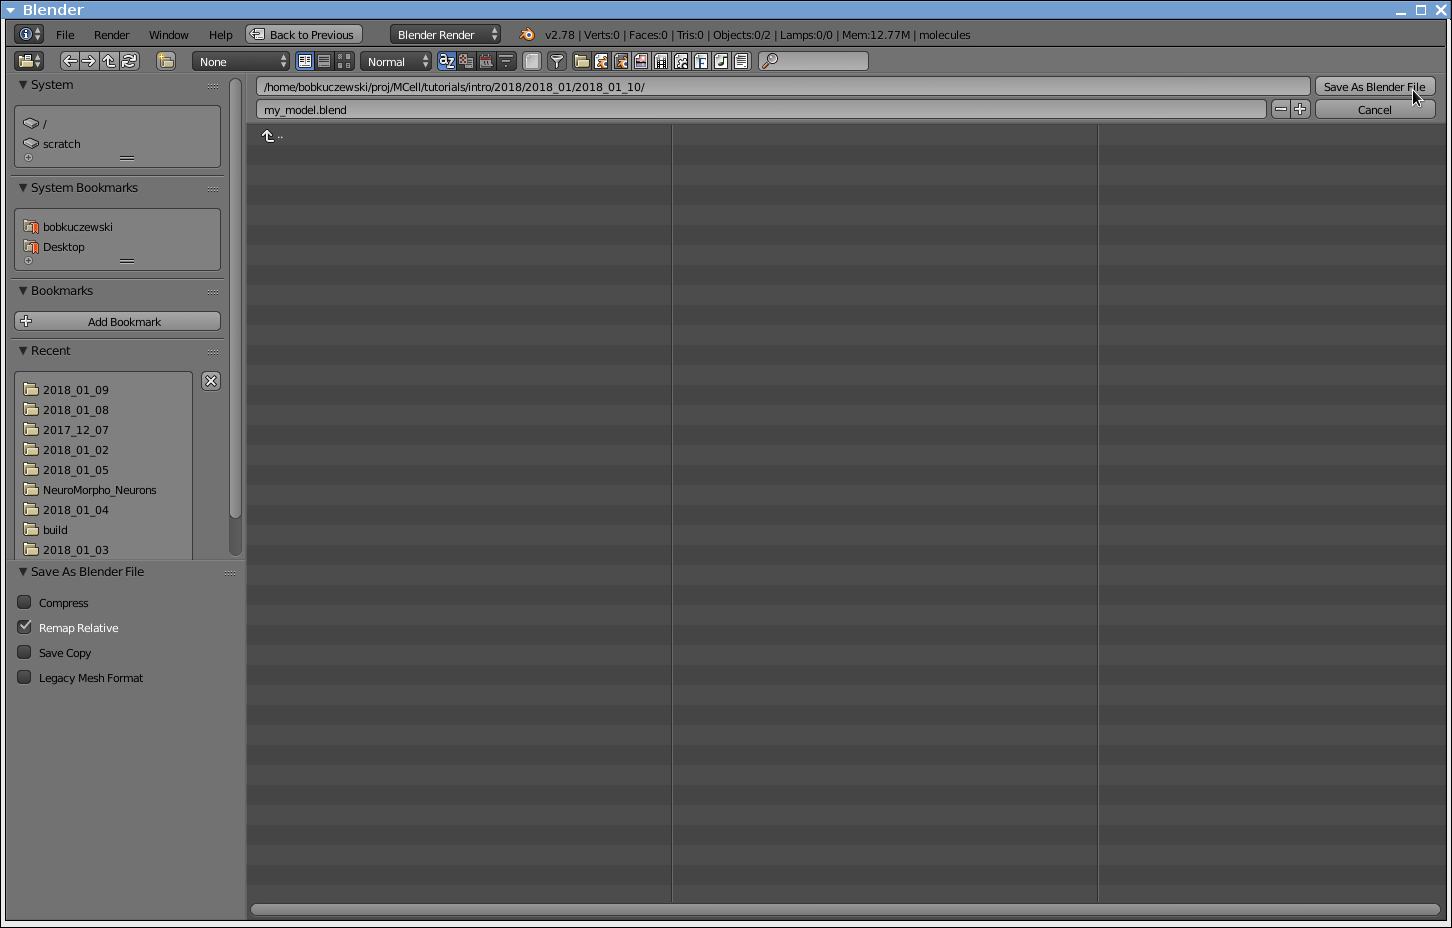 Blender
File Render Window Help Back to Previous Blender Render v2.78 | Verts:0 | Faces:0 | Tris:0 | Objects:0/2 | Lamps:0/0 | Mem:12.77M | molecules
None Normal
System
/home/bobkuczewski/proj/MCell/tutorials/intro/2018/2018_01/2018_01_10/ Save As Blender File
my_model.blend Cancel
..
/
scratch
System Bookmarks
bobkuczewski
Desktop
Bookmarks
Add Bookmark
Recent
2018_01_09
2018_01_08
2017_12_07
2018_01_02
2018_01_05
NeuroMorpho_Neurons
2018_01_04
build
2018_01_03
Save As Blender File
Compress
Remap Relative
Save Copy
Legacy Mesh Format